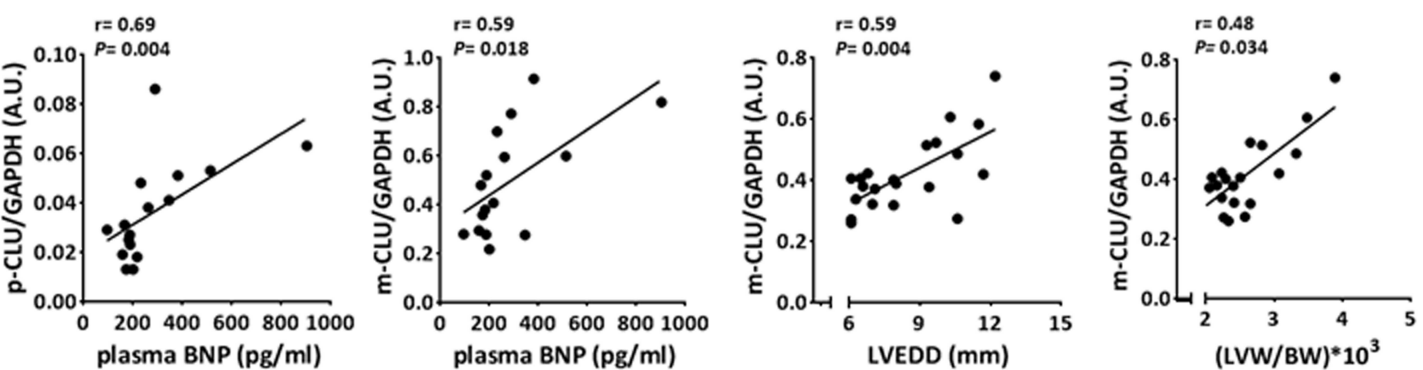 r= 0.69
P= 0.004
p-CLU/GAPDH (A.U.)
0.10
0.08
0.06
0.04
0.02
0.00
0 200 400 600 800 1000
plasma BNP (pg/ml)
r= 0.59
P= 0.018
m-CLU/GAPDH (A.U.)
1.0
0.8
0.6
0.4
0.2
0.0
0 200 400 600 800 1000
plasma BNP (pg/ml)
r= 0.59
P= 0.004
m-CLU/GAPDH (A.U.)
0.8
0.6
0.4
0.2
0.0
6 9 12 15
LVEDD (mm)
r= 0.48
P= 0.034
m-CLU/GAPDH (A.U.)
0.8
0.6
0.4
0.2
0.0
2 3 4 5
(LVW/BW)*10³